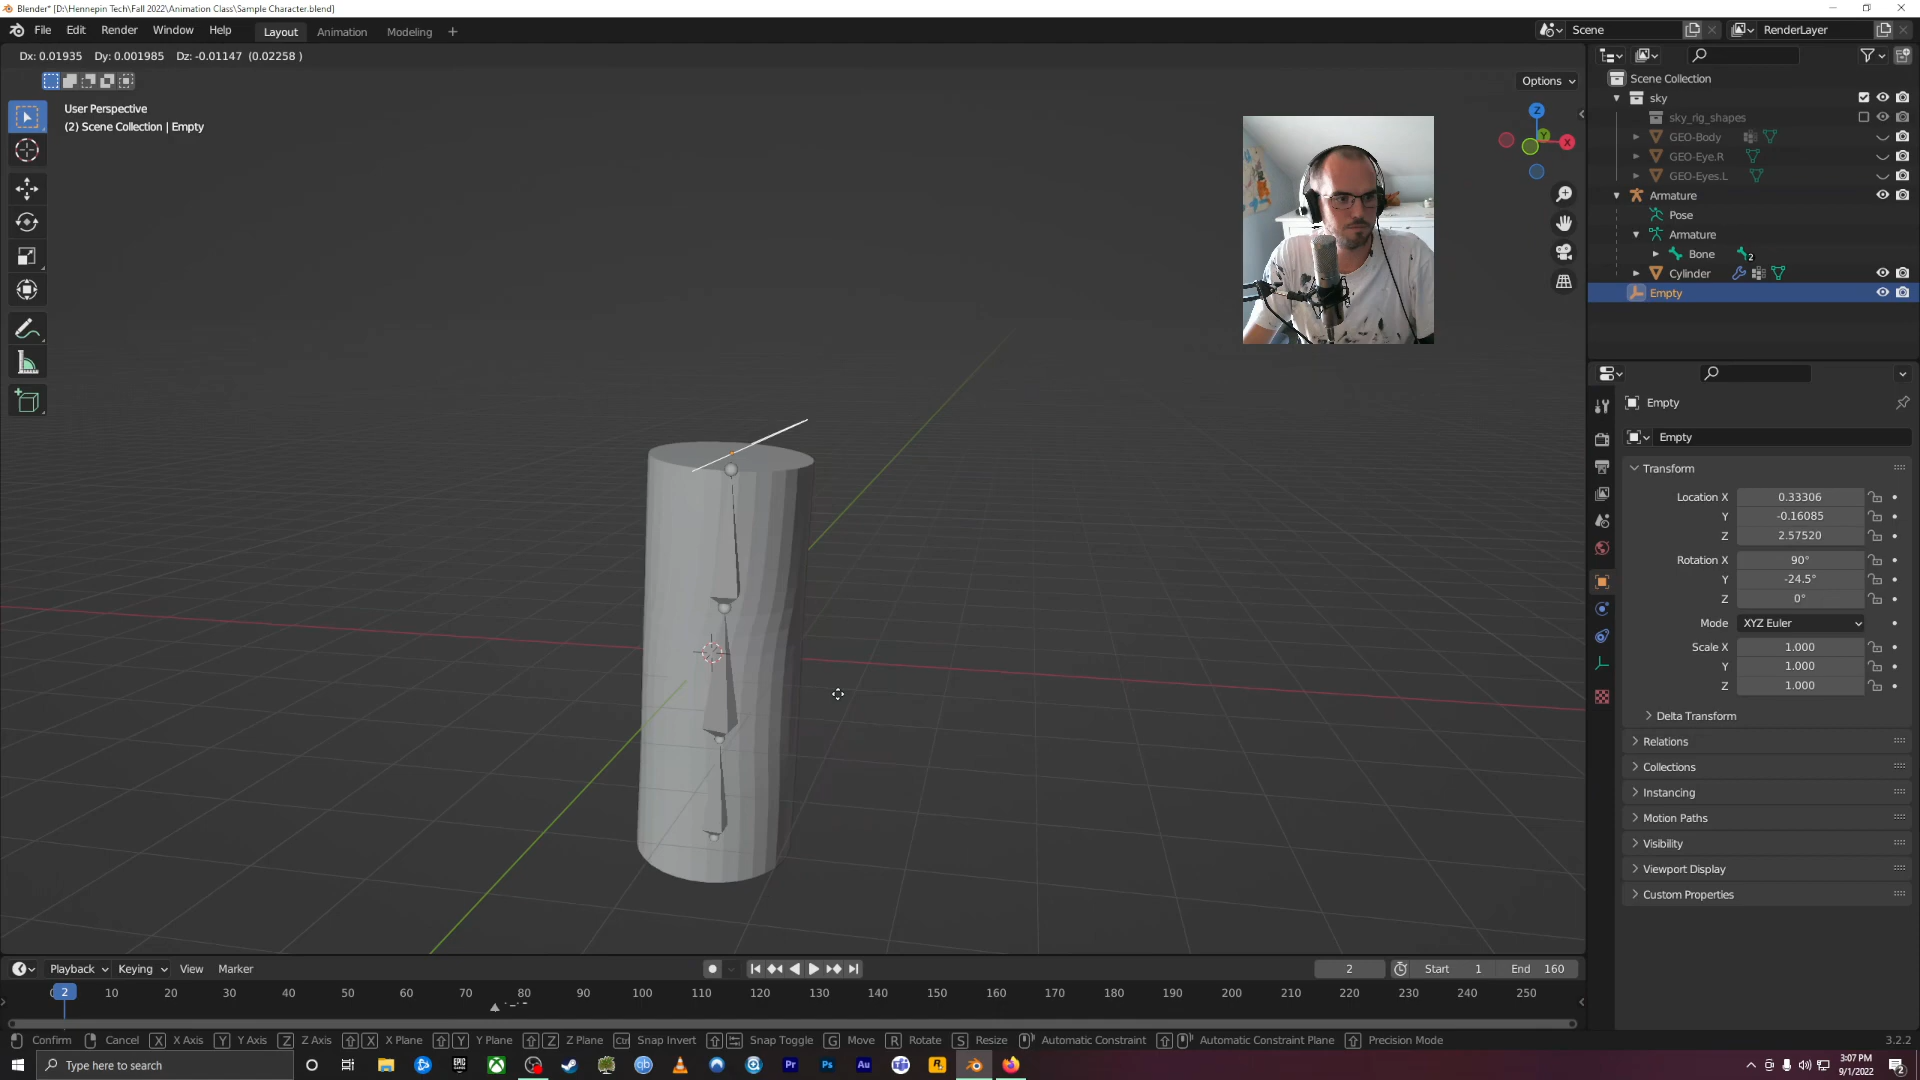 Blender* [D:\Hennepin Tech\Fall 2022\Animation Class\Sample Character.blend]
File Edit Render Window Help Layout Animation Modeling + Scene RenderLayer
Dx: 0.01935 Dy: 0.001985 Dz: -0.01147 (0.02258 )
Options
User Perspective
(2) Scene Collection | Empty
Z
Y
X
Scene Collection
sky
sky_rig_shapes
GEO-Body
GEO-Eye.R
GEO-Eyes.L
Armature
Pose
Armature
Bone 2
Cylinder
Empty
Empty
Empty
Transform
Location X 0.33306
Y -0.16085
Z 2.57520
Rotation X 90°
Y -24.5°
Z 0°
Mode XYZ Euler
Scale X 1.000
Y 1.000
Z 1.000
Delta Transform
Relations
Collections
Instancing
Motion Paths
Visibility
Viewport Display
Custom Properties
Playback Keying View Marker 2 Start 1 End 160
2 10 20 30 40 50 60 70 80 90 100 110 120 130 140 150 160 170 180 190 200 210 220 230 240 250
Confirm Cancel X X Axis Y Y Axis Z Z Axis X X Plane Y Y Plane Z Z Plane Ctrl Snap Invert Snap Toggle G Move R Rotate S Resize Automatic Constraint Automatic Constraint Plane Precision Mode 3.2.2
Type here to search
3:07 PM
9/1/2022
2